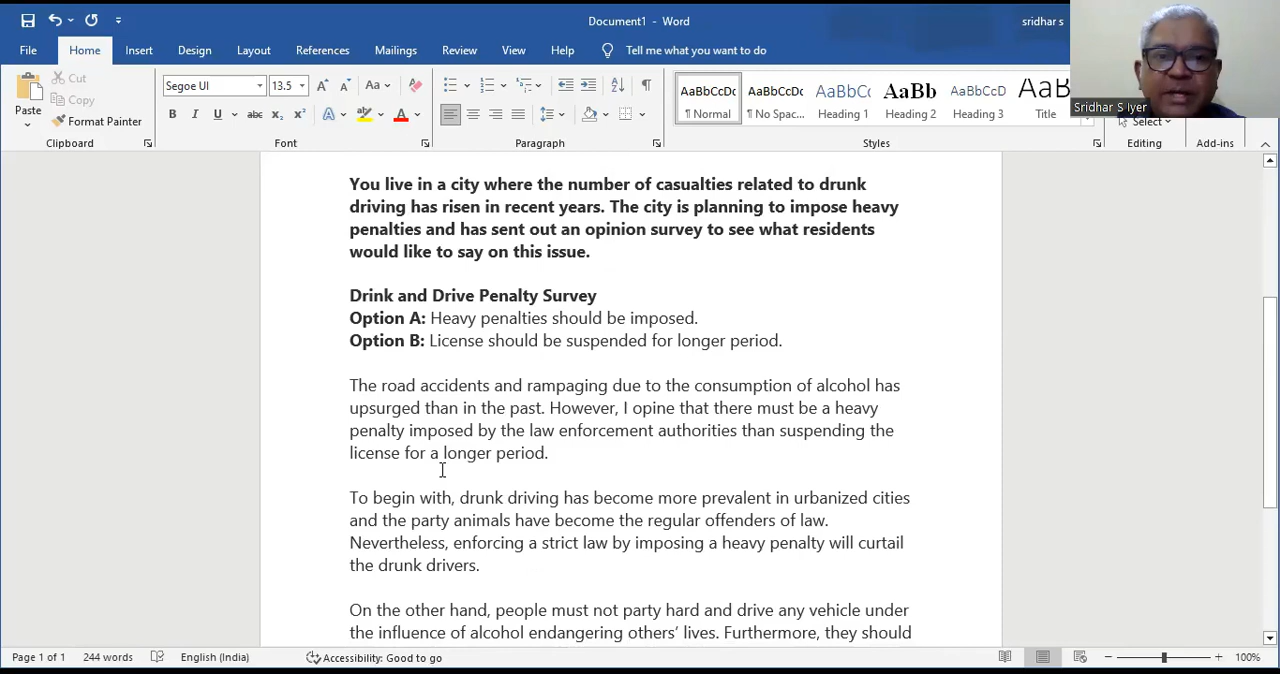 Document1 - Word
sridhar s
File Home Insert Design Layout References Mailings Review View Help Tell me what you want to do
Paste
Cut
Copy
Format Painter
Clipboard
Segoe UI 13.5
Font
Paragraph
AaBbCcDc AaBbCcDc AaBbCc AaBb AaBbCcD AaB
¶ Normal ¶ No Spac... Heading 1 Heading 2 Heading 3 Title
Styles
Sridhar S Iyer
Select
Editing
Add-ins
You live in a city where the number of casualties related to drunk
driving has risen in recent years. The city is planning to impose heavy
penalties and has sent out an opinion survey to see what residents
would like to say on this issue.
Drink and Drive Penalty Survey
Option A: Heavy penalties should be imposed.
Option B: License should be suspended for longer period.
The road accidents and rampaging due to the consumption of alcohol has
upsurged than in the past. However, I opine that there must be a heavy
penalty imposed by the law enforcement authorities than suspending the
license for a longer period.
To begin with, drunk driving has become more prevalent in urbanized cities
and the party animals have become the regular offenders of law.
Nevertheless, enforcing a strict law by imposing a heavy penalty will curtail
the drunk drivers.
On the other hand, people must not party hard and drive any vehicle under
the influence of alcohol endangering others’ lives. Furthermore, they should
Page 1 of 1 244 words English (India) Accessibility: Good to go 100%